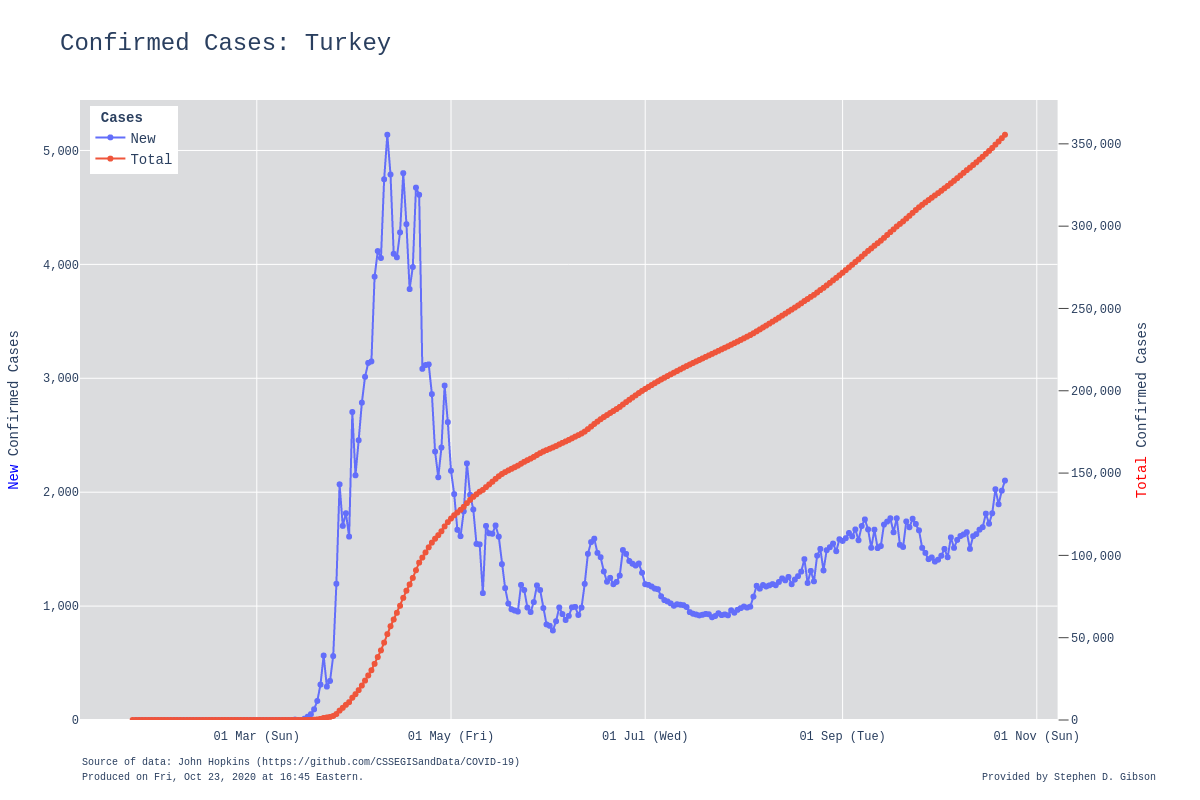 Confirmed Cases: Turkey
Cases
New
Total
5,000
4,000
3,000
2,000
1,000
0
New Confirmed Cases
350,000
300,000
250,000
200,000
150,000
100,000
50,000
0
Total Confirmed Cases
01 Mar (Sun) 01 May (Fri) 01 Jul (Wed) 01 Sep (Tue) 01 Nov (Sun)
Source of data: John Hopkins (https://github.com/CSSEGISandData/COVID-19)
Produced on Fri, Oct 23, 2020 at 16:45 Eastern.
Provided by Stephen D. Gibson